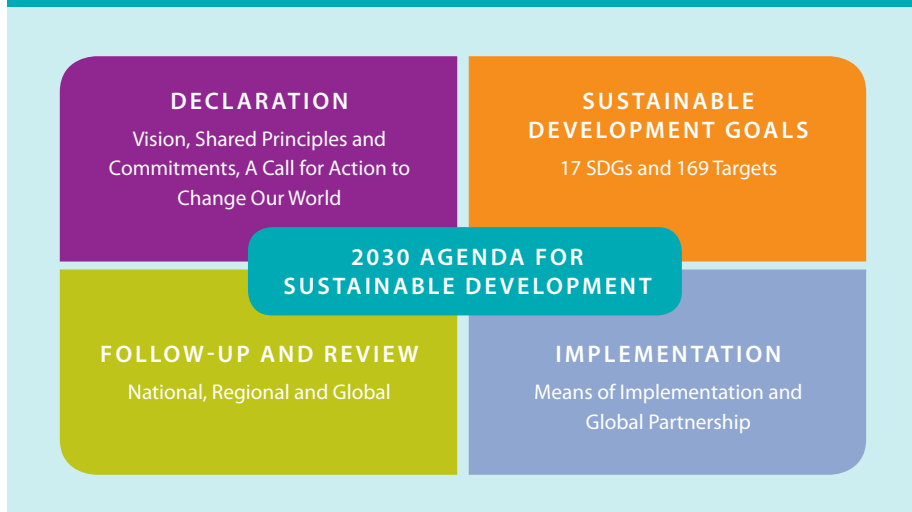 DECLARATION
Vision, Shared Principles and
Commitments, A Call for Action to
Change Our World
SUSTAINABLE
DEVELOPMENT GOALS
17 SDGs and 169 Targets
2030 AGENDA FOR
SUSTAINABLE DEVELOPMENT
FOLLOW-UP AND REVIEW
National, Regional and Global
IMPLEMENTATION
Means of Implementation and
Global Partnership